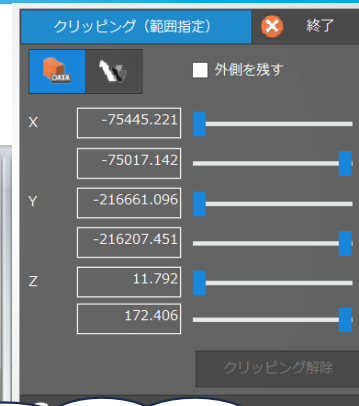 クリッピング（範囲指定）
終了
DATA
外側を残す
X
-75445.221
-75017.142
Y
-216661.096
-216207.451
Z
11.792
172.406
クリッピング解除